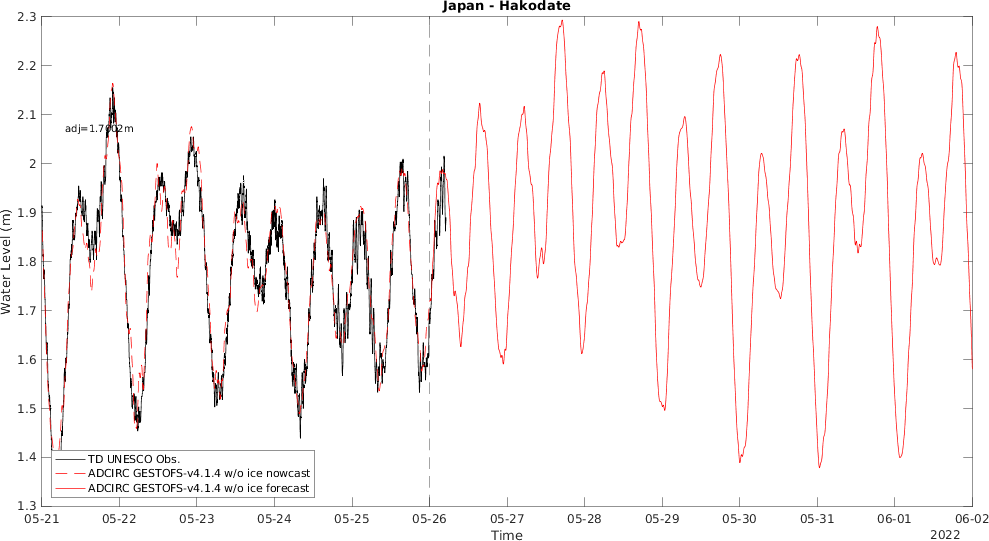 Japan - Hakodate
2.3
2.2
2.1
2
1.9
1.8
1.7
1.6
1.5
1.4
1.3
Water Level (m)
adj=1.7002m
TD UNESCO Obs.
ADCIRC GESTOFS-v4.1.4 w/o ice nowcast
ADCIRC GESTOFS-v4.1.4 w/o ice forecast
05-21 05-22 05-23 05-24 05-25 05-26 05-27 05-28 05-29 05-30 05-31 06-01 06-02
Time
2022